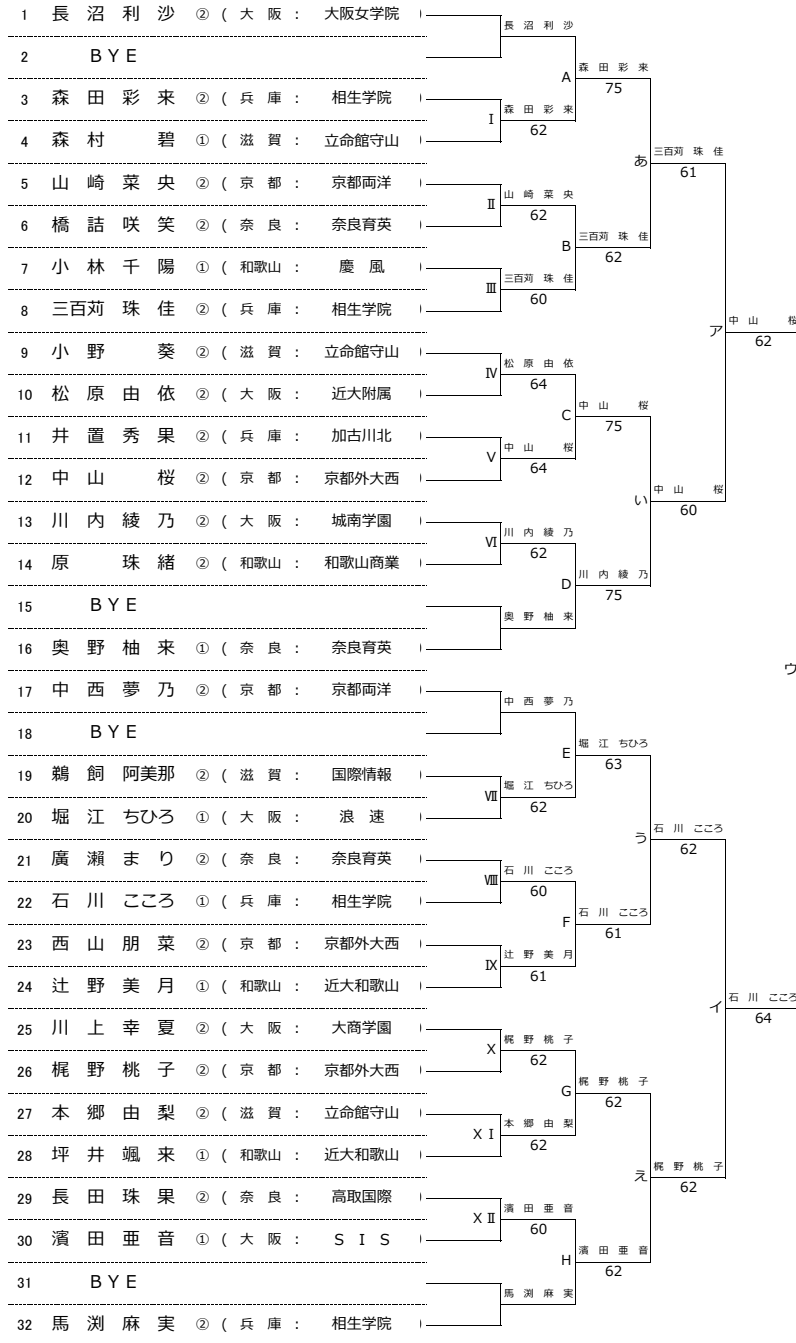 1 長 沼 利 沙 ② ( 大 阪 : 大阪女学院 )
2 BYE
3 森 田 彩 来 ② ( 兵 庫 : 相生学院 )
4 森 村 碧 ① ( 滋 賀 : 立命館守山 )
5 山 崎 菜 央 ② ( 京 都 : 京都両洋 )
6 橋 詰 咲 笑 ② ( 奈 良 : 奈良育英 )
7 小 林 千 陽 ① ( 和歌山 : 慶 風 )
8 三百苅 珠 佳 ② ( 兵 庫 : 相生学院 )
9 小 野 葵 ② ( 滋 賀 : 立命館守山 )
10 松 原 由 依 ② ( 大 阪 : 近大附属 )
11 井 置 秀 果 ② ( 兵 庫 : 加古川北 )
12 中 山 桜 ② ( 京 都 : 京都外大西 )
13 川 内 綾 乃 ② ( 大 阪 : 城南学園 )
14 原 珠 緒 ② ( 和歌山 : 和歌山商業 )
15 BYE
16 奥 野 柚 来 ① ( 奈 良 : 奈良育英 )
17 中 西 夢 乃 ② ( 京 都 : 京都両洋 )
18 BYE
19 鵜 飼 阿美那 ② ( 滋 賀 : 国際情報 )
20 堀 江 ちひろ ① ( 大 阪 : 浪 速 )
21 廣 瀬 ま り ② ( 奈 良 : 奈良育英 )
22 石 川 こころ ① ( 兵 庫 : 相生学院 )
23 西 山 朋 菜 ② ( 京 都 : 京都外大西 )
24 辻 野 美 月 ① ( 和歌山 : 近大和歌山 )
25 川 上 幸 夏 ② ( 大 阪 : 大商学園 )
26 梶 野 桃 子 ② ( 京 都 : 京都外大西 )
27 本 郷 由 梨 ② ( 滋 賀 : 立命館守山 )
28 坪 井 颯 来 ① ( 和歌山 : 近大和歌山 )
29 長 田 珠 果 ② ( 奈 良 : 高取国際 )
30 濱 田 亜 音 ① ( 大 阪 : S I S )
31 BYE
32 馬 渕 麻 実 ② ( 兵 庫 : 相生学院 )
長 沼 利 沙
Ⅰ 森 田 彩 来
62
Ⅱ 山 崎 菜 央
62
Ⅲ 三百苅 珠 佳
60
Ⅳ 松 原 由 依
64
Ⅴ 中 山 桜
64
Ⅵ 川 内 綾 乃
62
奥 野 柚 来
中 西 夢 乃
Ⅶ 堀 江 ちひろ
62
Ⅷ 石 川 こころ
60
Ⅸ 辻 野 美 月
61
Ⅹ 梶 野 桃 子
62
ⅩⅠ 本 郷 由 梨
62
ⅩⅡ 濱 田 亜 音
60
馬 渕 麻 実
A 森 田 彩 来
75
B 三百苅 珠 佳
62
C 中 山 桜
75
D 川 内 綾 乃
75
E 堀 江 ちひろ
63
F 石 川 こころ
61
G 梶 野 桃 子
62
H 濱 田 亜 音
62
あ 三百苅 珠 佳
61
い 中 山 桜
60
う 石 川 こころ
62
え 梶 野 桃 子
62
ア 中 山 桜
62
イ 石 川 こころ
64
ウ